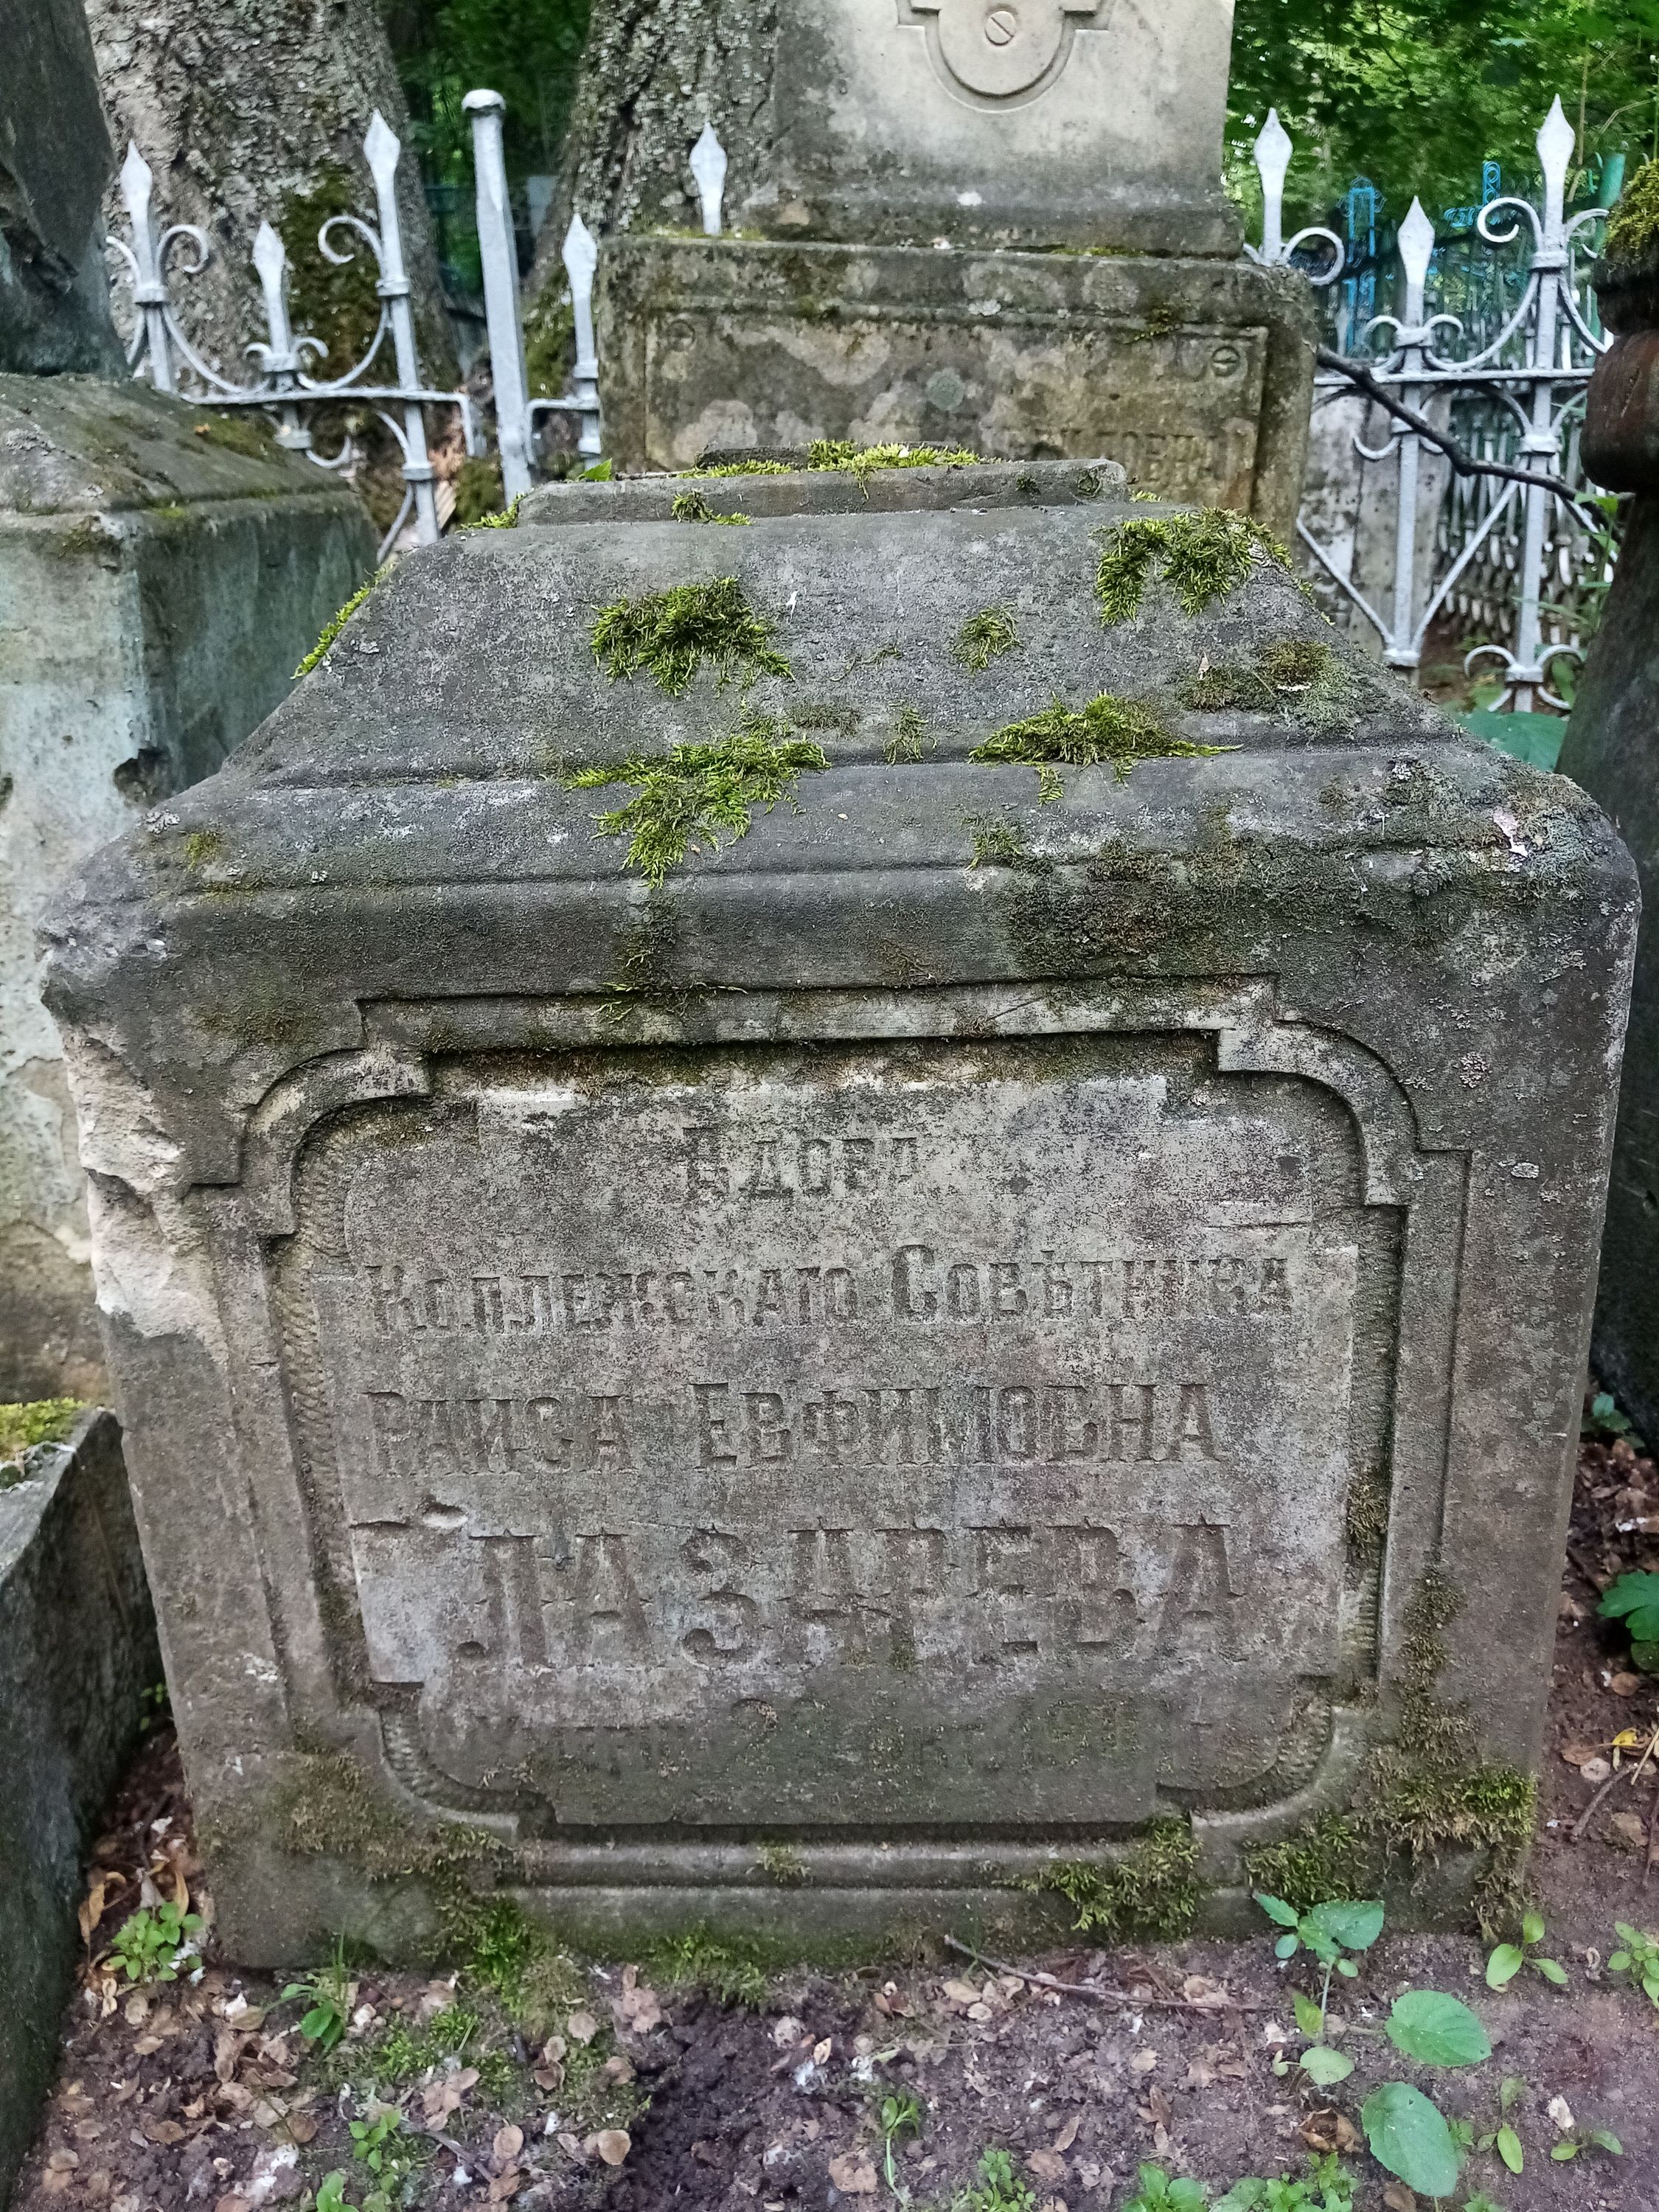 Вдова
Коллежскаго Совѣтника
Раиса Евфимовна
ЛАЗАРЕВА